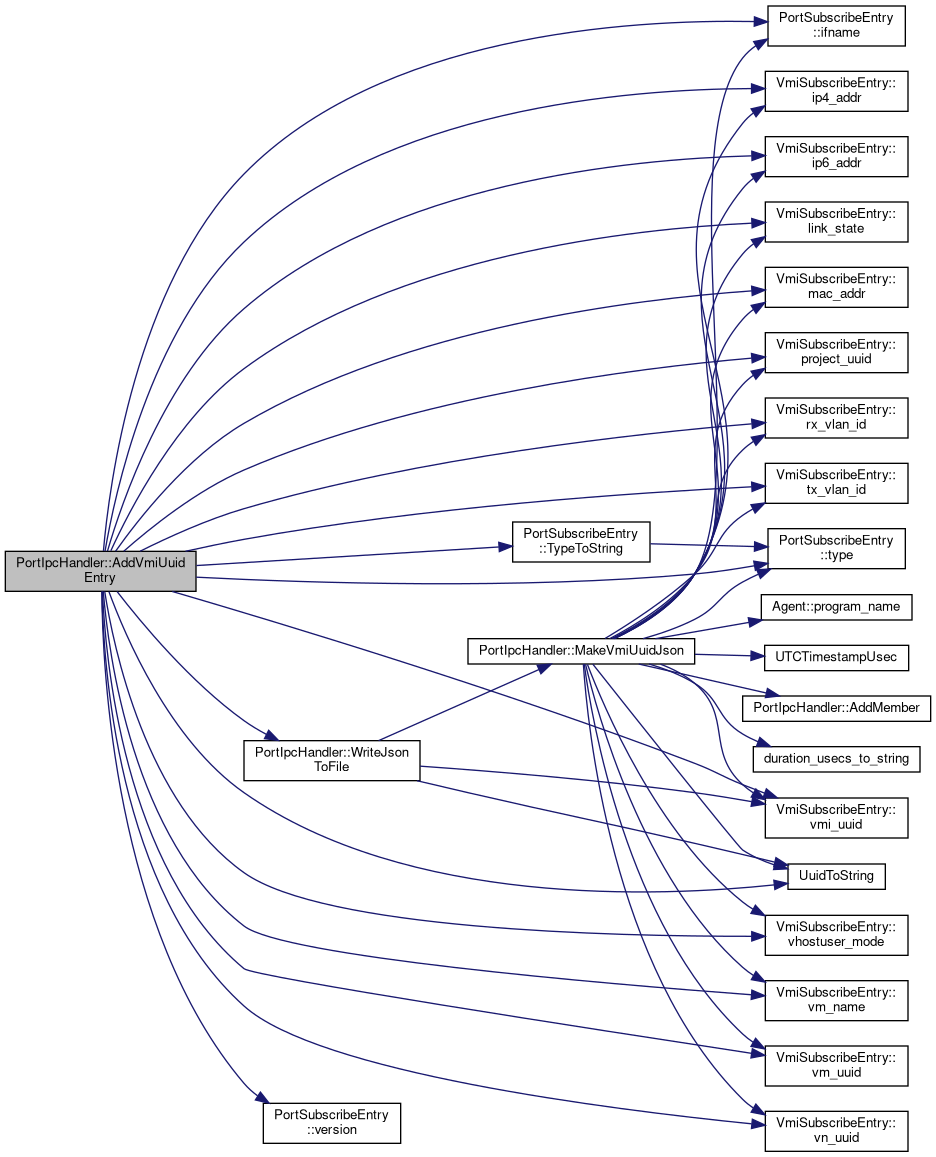 PortIpcHandler::AddVmiUuid
Entry
PortSubscribeEntry
::TypeToString
PortIpcHandler::MakeVmiUuidJson
PortIpcHandler::WriteJson
ToFile
PortSubscribeEntry
::version
PortSubscribeEntry
::ifname
VmiSubscribeEntry::
ip4_addr
VmiSubscribeEntry::
ip6_addr
VmiSubscribeEntry::
link_state
VmiSubscribeEntry::
mac_addr
VmiSubscribeEntry::
project_uuid
VmiSubscribeEntry::
rx_vlan_id
VmiSubscribeEntry::
tx_vlan_id
PortSubscribeEntry
::type
Agent::program_name
UTCTimestampUsec
PortIpcHandler::AddMember
duration_usecs_to_string
VmiSubscribeEntry::
vmi_uuid
UuidToString
VmiSubscribeEntry::
vhostuser_mode
VmiSubscribeEntry::
vm_name
VmiSubscribeEntry::
vm_uuid
VmiSubscribeEntry::
vn_uuid